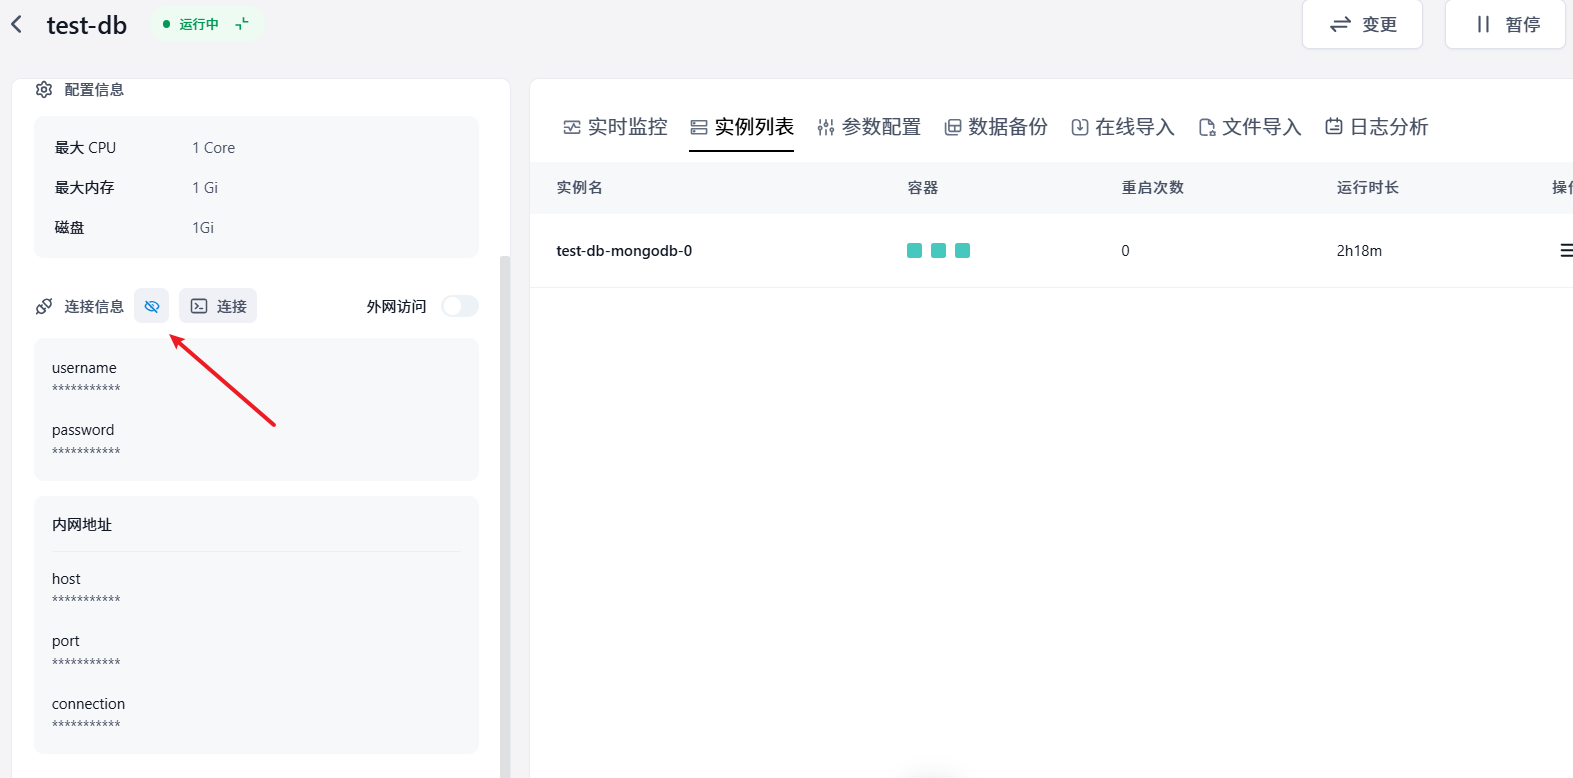 test-db
运行中
变更
暂停
配置信息
最大 CPU 1 Core
最大内存 1 Gi
磁盘 1Gi
连接信息
连接
外网访问
username
***********
password
***********
内网地址
host
***********
port
***********
connection
***********
实时监控 实例列表 参数配置 数据备份 在线导入 文件导入 日志分析
实例名 容器 重启次数 运行时长
test-db-mongodb-0 0 2h18m